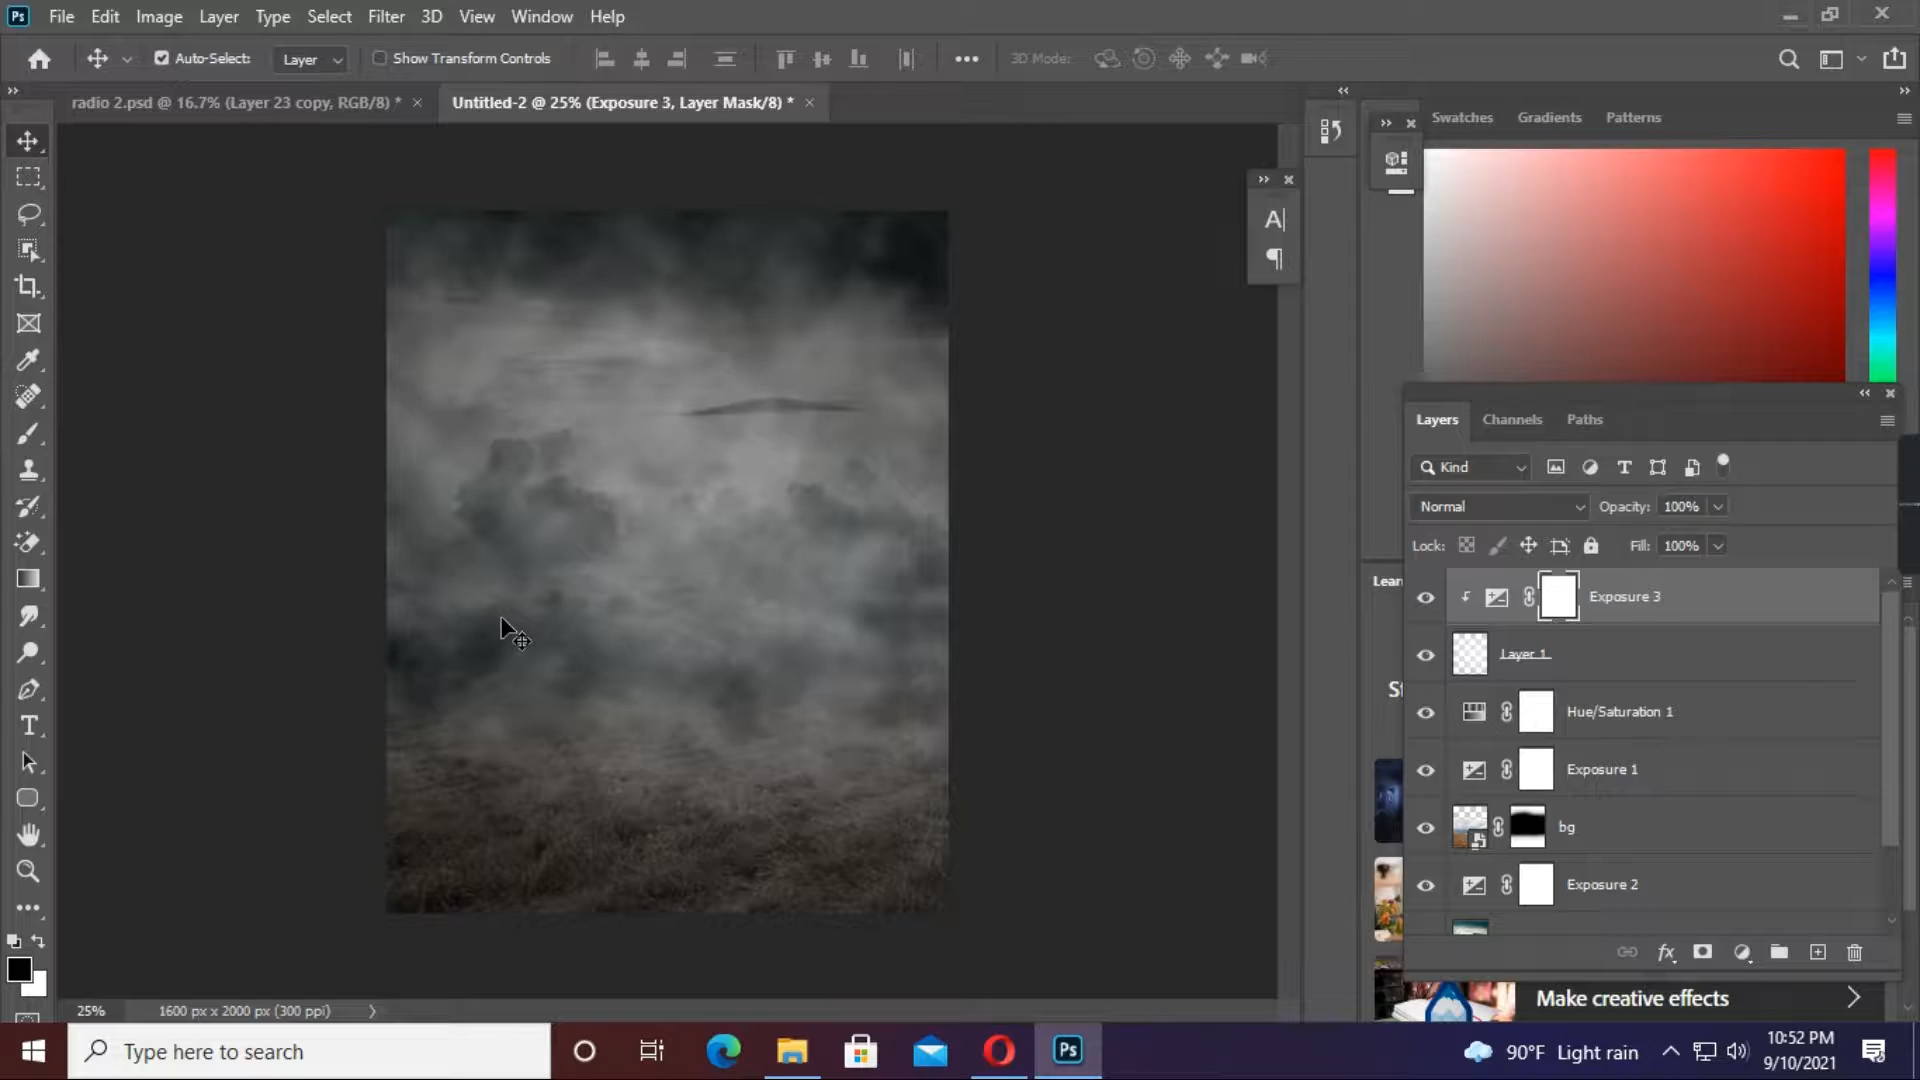 Ps File Edit Image Layer Type Select Filter 3D View Window Help
Auto-Select: Layer Show Transform Controls 3D Mode:
radio 2.psd @ 16.7% (Layer 23 copy, RGB/8) * Untitled-2 @ 25% (Exposure 3, Layer Mask/8) *
Swatches Gradients Patterns
Layers Channels Paths
Kind
Normal Opacity: 100%
Lock: Fill: 100%
Lear
Exposure 3
Layer 1
Hue/Saturation 1
Exposure 1
bg
Exposure 2
fx
Make creative effects
25% 1600 px x 2000 px (300 ppi)
Type here to search
Ps
90°F Light rain
10:52 PM
9/10/2021